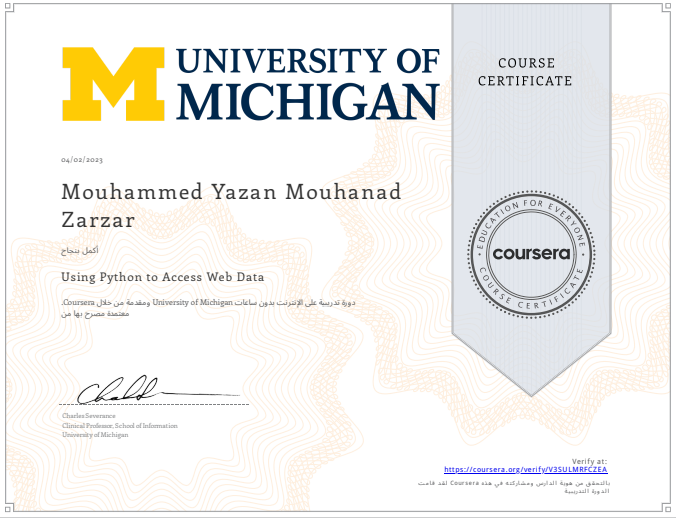 UNIVERSITY OF
MICHIGAN
COURSE
CERTIFICATE
04/02/2023
Mouhammed Yazan Mouhanad
Zarzar
أكمل بنجاح
Using Python to Access Web Data
دورة تدريبية على الإنترنت بدون ساعات University of Michigan ومقدمة من خلال Coursera.
معتمدة مصرح بها من
EDUCATION FOR EVERYONE
coursera
COURSE CERTIFICATE
Charles Severance
Clinical Professor, School of Information
University of Michigan
Verify at:
https://coursera.org/verify/V3SULMRFCZEA
بالتحقق من هوية الدارس ومشاركته في هذه Coursera لقد قامت
الدورة التدريبية